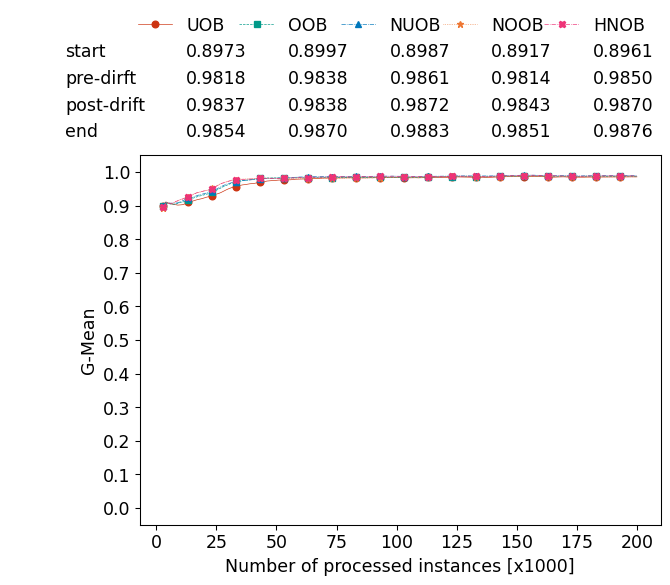 UOB OOB NUOB NOOB HNOB
start 0.8973 0.8997 0.8987 0.8917 0.8961
pre-dirft 0.9818 0.9838 0.9861 0.9814 0.9850
post-drift 0.9837 0.9838 0.9872 0.9843 0.9870
end 0.9854 0.9870 0.9883 0.9851 0.9876
1.0
0.9
0.8
0.7
0.6
0.5
0.4
0.3
0.2
0.1
0.0
G-Mean
0 25 50 75 100 125 150 175 200
Number of processed instances [x1000]